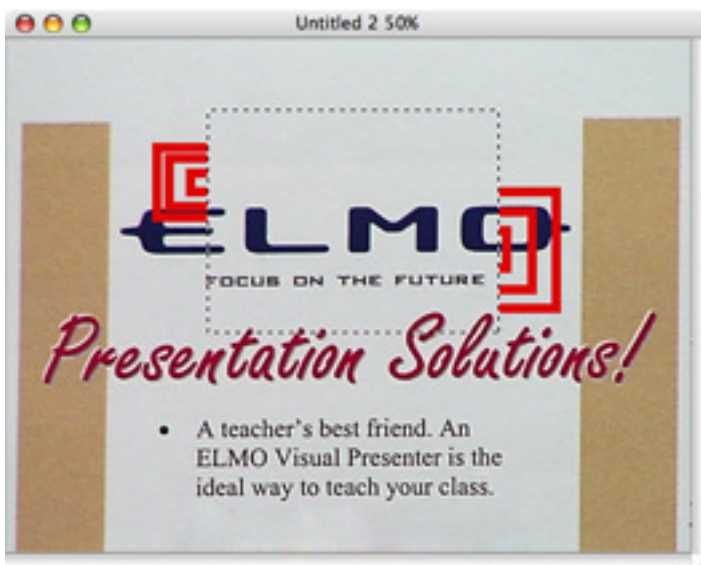 Untitled 2 50%
ELMO
FOCUS ON THE FUTURE
Presentation Solutions!
• A teacher’s best friend. An
ELMO Visual Presenter is the
ideal way to teach your class.